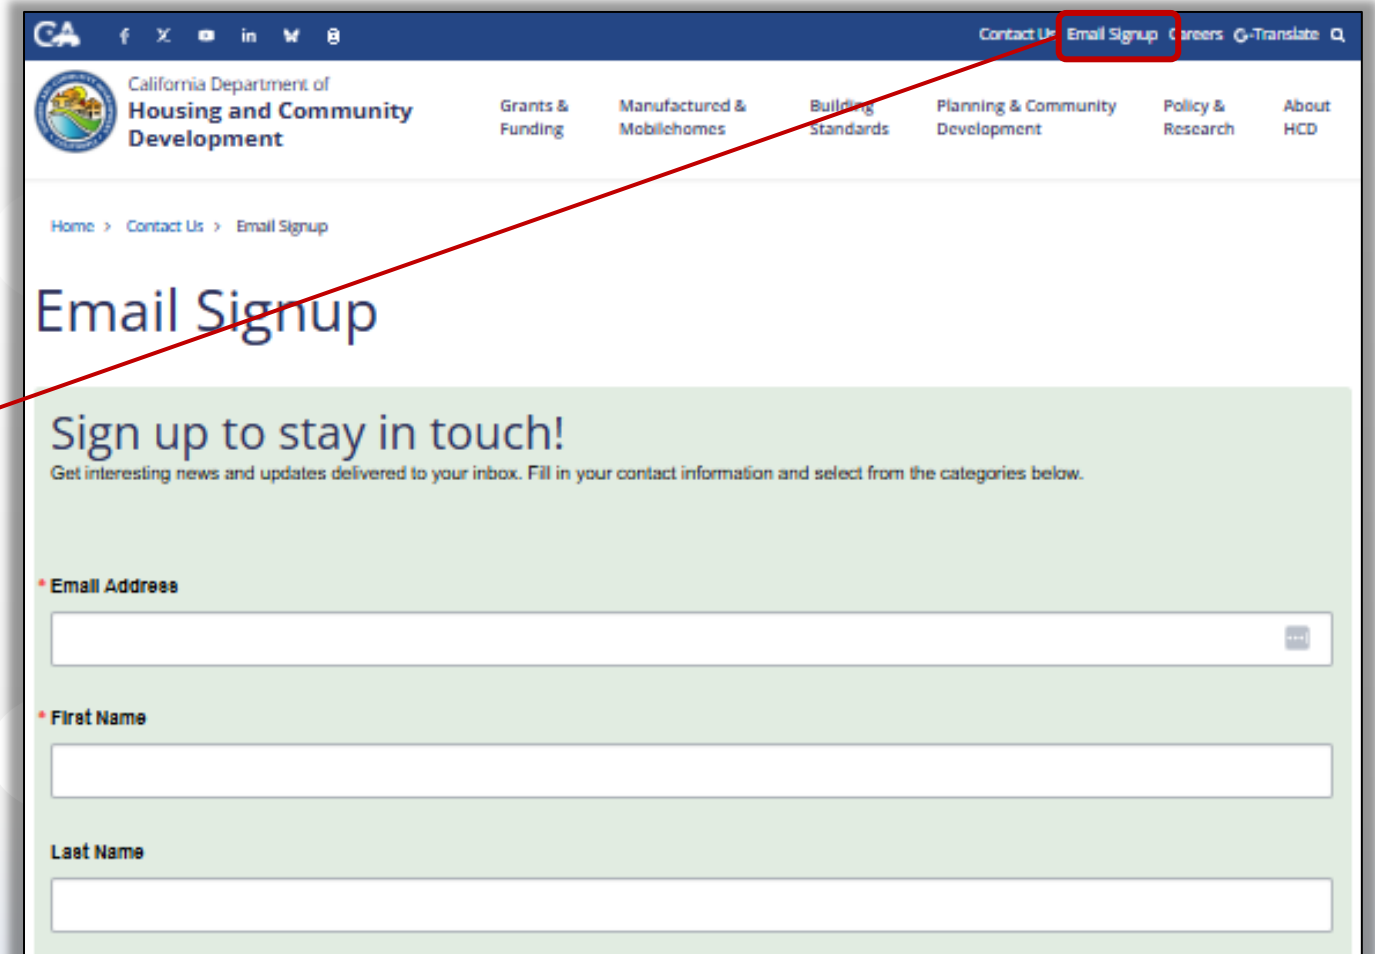 CA
Contact Us Email Signup Careers G-Translate
California Department of
Housing and Community
Development
Grants &
Funding
Manufactured &
Mobilehomes
Building
Standards
Planning & Community
Development
Policy &
Research
About
HCD
Home > Contact Us > Email Signup
Email Signup
Sign up to stay in touch!
Get interesting news and updates delivered to your inbox. Fill in your contact information and select from the categories below.
* Email Address
* First Name
Last Name